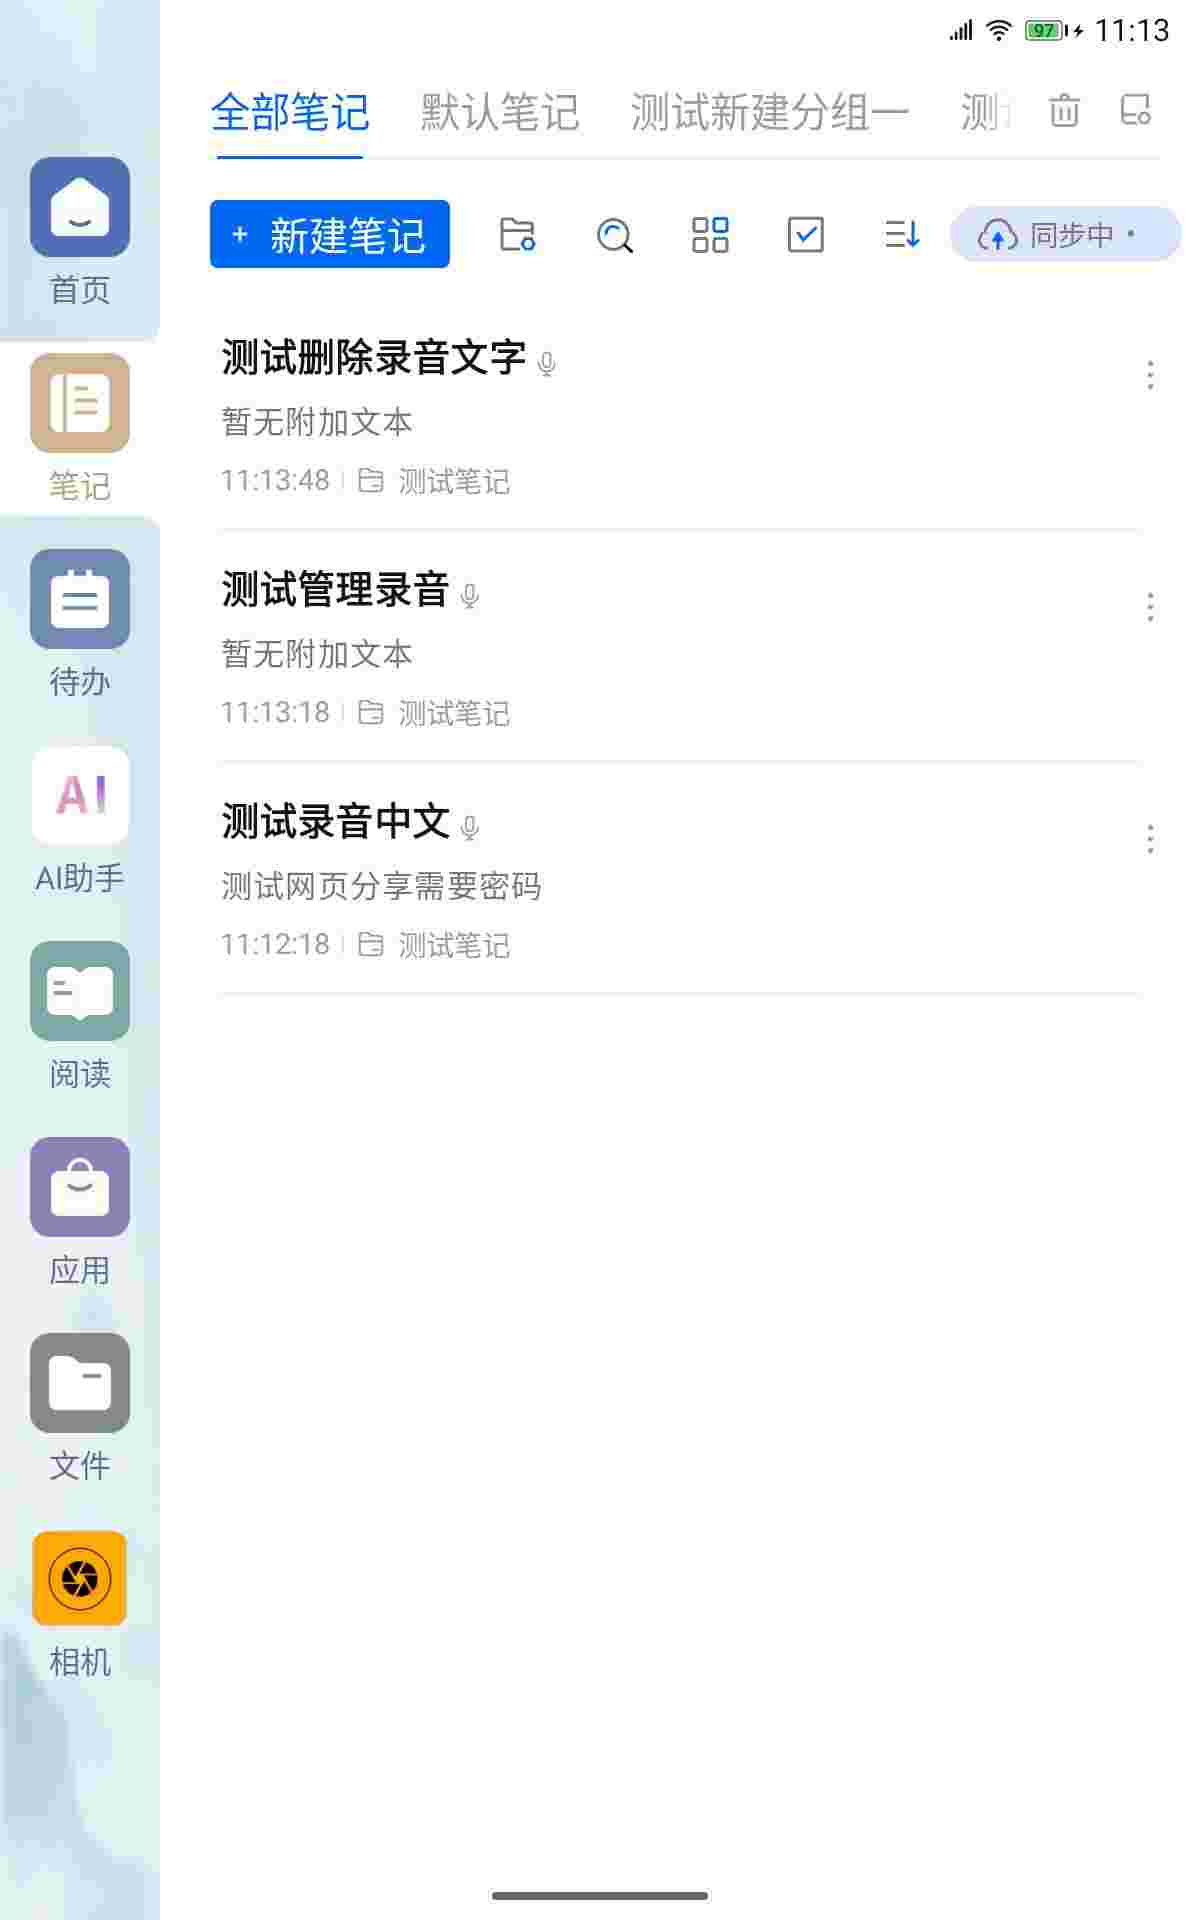 97 11:13
全部笔记 默认笔记 测试新建分组一 测
+ 新建笔记 同步中 ·
首页
笔记
待办
AI
AI助手
阅读
应用
文件
相机
测试删除录音文字
暂无附加文本
11:13:48 测试笔记
测试管理录音
暂无附加文本
11:13:18 测试笔记
测试录音中文
测试网页分享需要密码
11:12:18 测试笔记